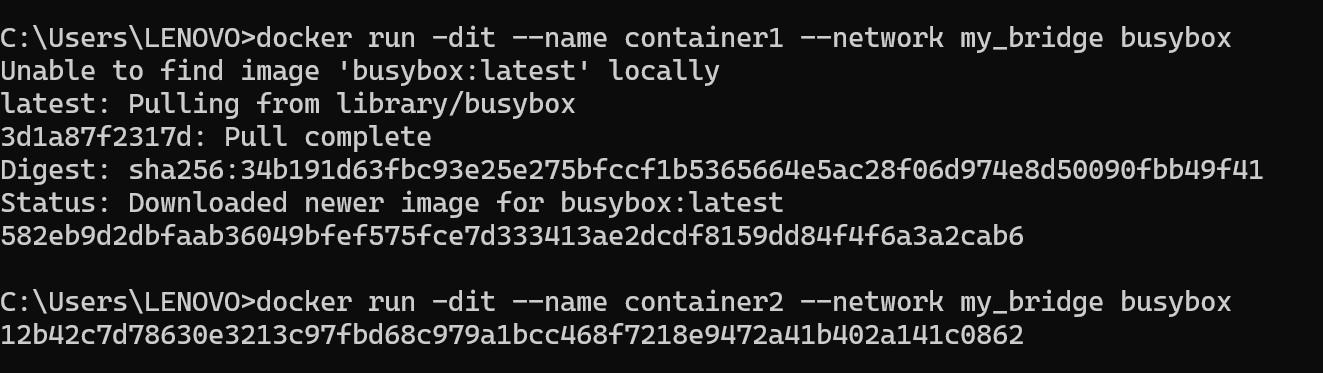 C:\Users\LENOVO>docker run -dit --name container1 --network my_bridge busybox
Unable to find image 'busybox:latest' locally
latest: Pulling from library/busybox
3d1a87f2317d: Pull complete
Digest: sha256:34b191d63fbc93e25e275bfccf1b5365664e5ac28f06d974e8d50090fbb49f41
Status: Downloaded newer image for busybox:latest
582eb9d2dbfaab36049bfef575fce7d333413ae2dcdf8159dd84f4f6a3a2cab6
C:\Users\LENOVO>docker run -dit --name container2 --network my_bridge busybox
12b42c7d78630e3213c97fbd68c979a1bcc468f7218e9472a41b402a141c0862